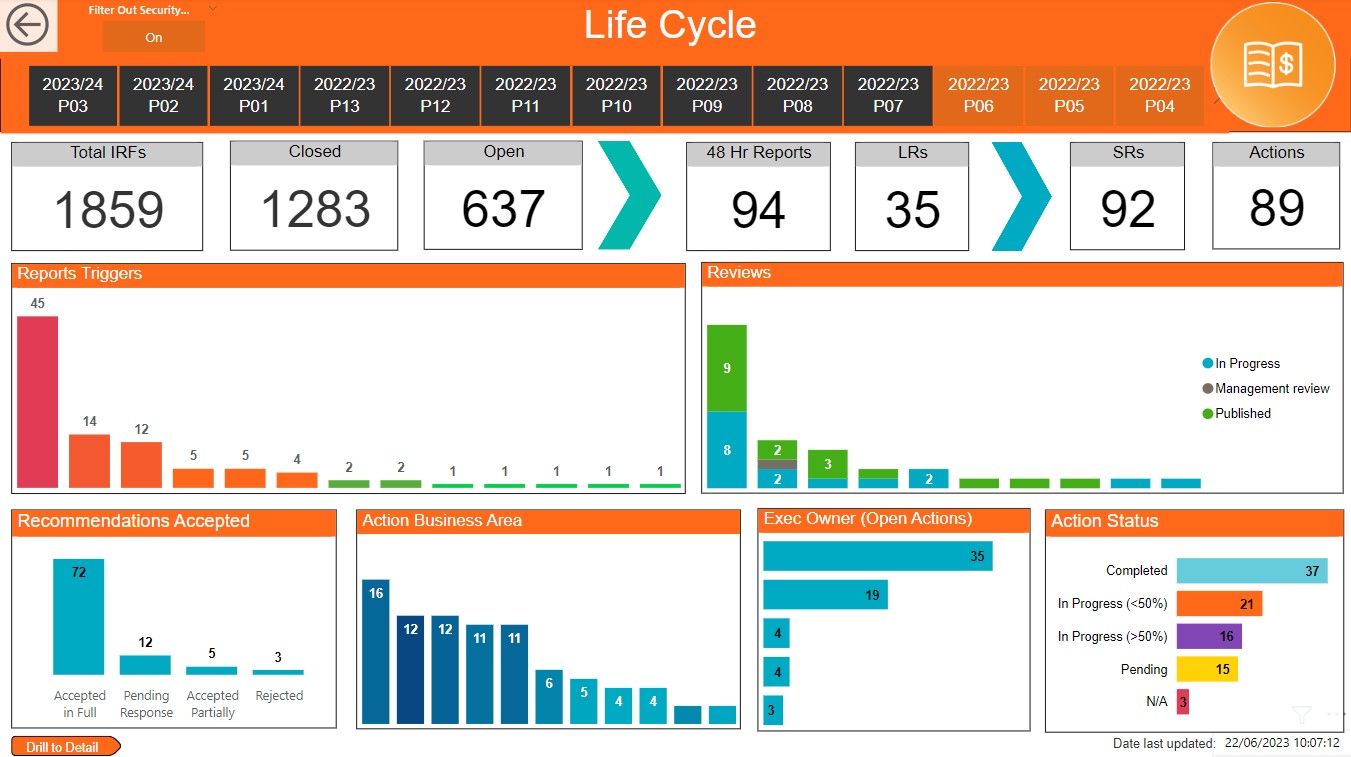 Filter Out Security...
On
Life Cycle
$
2023/24 P03
2023/24 P02
2023/24 P01
2022/23 P13
2022/23 P12
2022/23 P11
2022/23 P10
2022/23 P09
2022/23 P08
2022/23 P07
2022/23 P06
2022/23 P05
2022/23 P04
Total IRFs
1859
Closed
1283
Open
637
48 Hr Reports
94
LRs
35
SRs
92
Actions
89
Reports Triggers
45
14
12
5
5
4
2
2
1
1
1
1
1
Reviews
9
8
2
2
3
2
In Progress
Management review
Published
Recommendations Accepted
72
12
5
3
Accepted in Full
Pending Response
Accepted Partially
Rejected
Action Business Area
16
12
12
11
11
6
5
4
4
Exec Owner (Open Actions)
35
19
4
4
3
Action Status
Completed 37
In Progress (<50%) 21
In Progress (>50%) 16
Pending 15
N/A 3
Drill to Detail
Date last updated: 22/06/2023 10:07:12